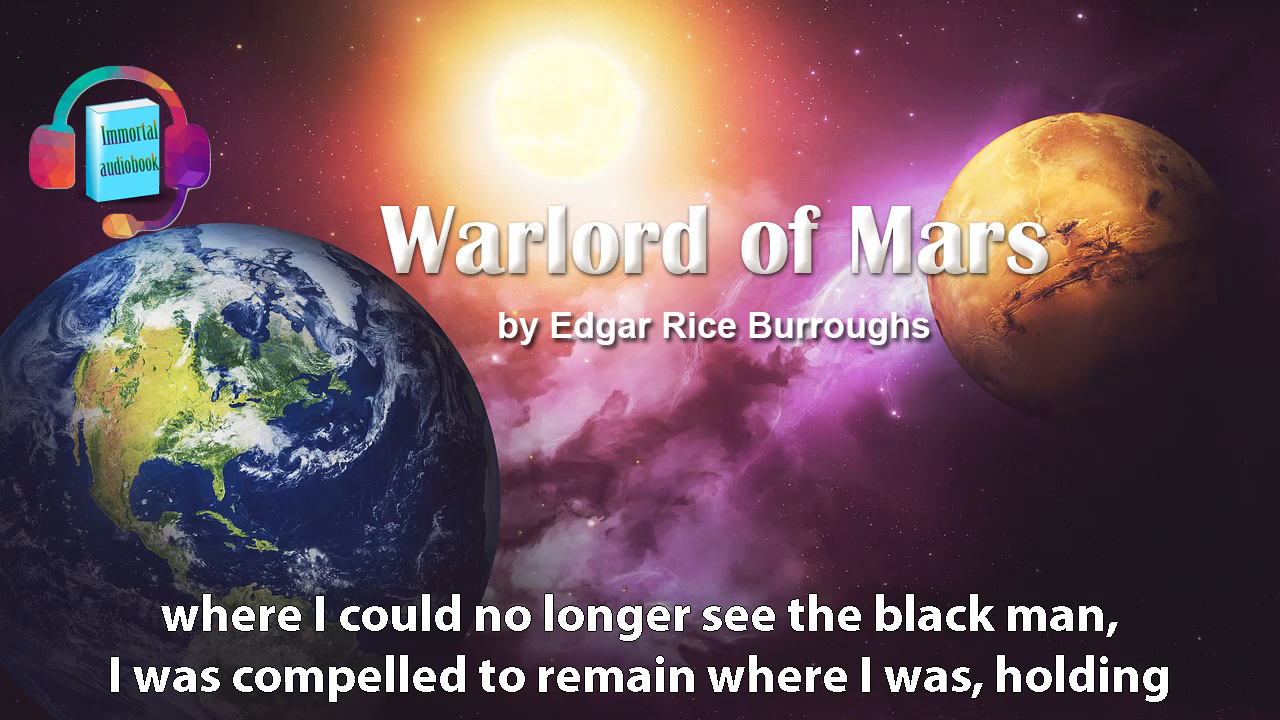 Immortal
audiobook
Warlord of Mars
by Edgar Rice Burroughs
where I could no longer see the black man,
I was compelled to remain where I was, holding